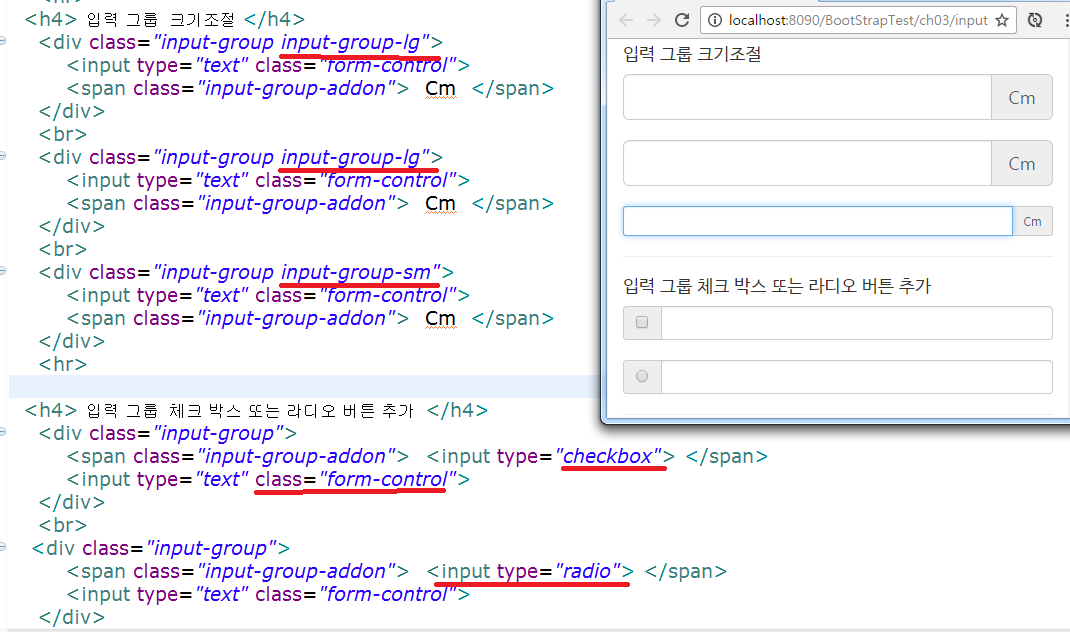 <h4> 입력 그룹 크기조절 </h4>
<div class="input-group input-group-lg">
<input type="text" class="form-control">
<span class="input-group-addon"> Cm </span>
</div>
<br>
<div class="input-group input-group-lg">
<input type="text" class="form-control">
<span class="input-group-addon"> Cm </span>
</div>
<br>
<div class="input-group input-group-sm">
<input type="text" class="form-control">
<span class="input-group-addon"> Cm </span>
</div>
<hr>
<h4> 입력 그룹 체크 박스 또는 라디오 버튼 추가 </h4>
<div class="input-group">
<span class="input-group-addon"> <input type="checkbox"> </span>
<input type="text" class="form-control">
</div>
<br>
<div class="input-group">
<span class="input-group-addon"> <input type="radio"> </span>
<input type="text" class="form-control">
</div>
localhost:8090/BootStrapTest/ch03/input
입력 그룹 크기조절
Cm
Cm
Cm
입력 그룹 체크 박스 또는 라디오 버튼 추가